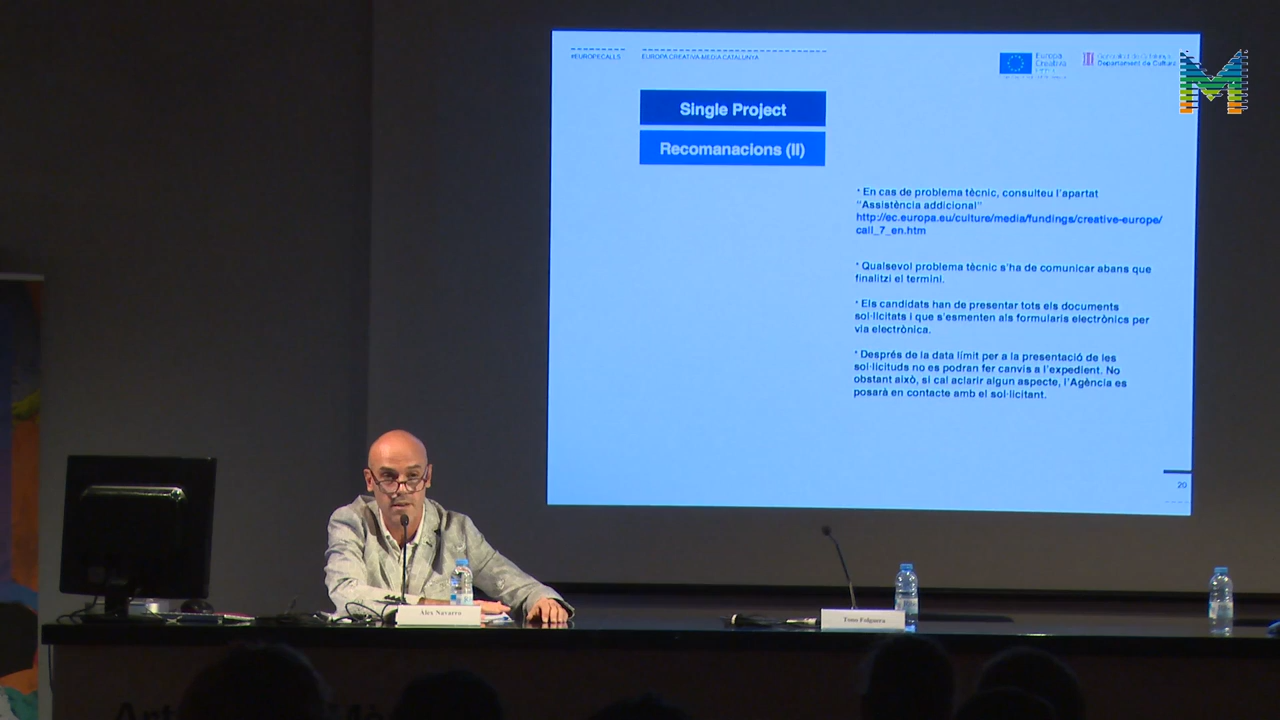 #EUROPECALLS
EUROPA CREATIVA MEDIA CATALUNYA
Europa
Creativa
Generalitat de Catalunya
Departament de Cultura
M
Single Project
Recomanacions (II)
* En cas de problema tècnic, consulteu l'apartat
"Assistència addicional"
http://ec.europa.eu/culture/media/fundings/creative-europe/
call_7_en.htm
* Qualsevol problema tècnic s'ha de comunicar abans que
finalitzi el termini.
* Els candidats han de presentar tots els documents
sol·licitats i que s'esmenten als formularis electrònics per
via electrònica.
* Després de la data límit per a la presentació de les
sol·licituds no es podran fer canvis a l'expedient. No
obstant això, si cal aclarir algun aspecte, l'Agència es
posarà en contacte amb el sol·licitant.
20
Alex Navarro
Tono Folguera